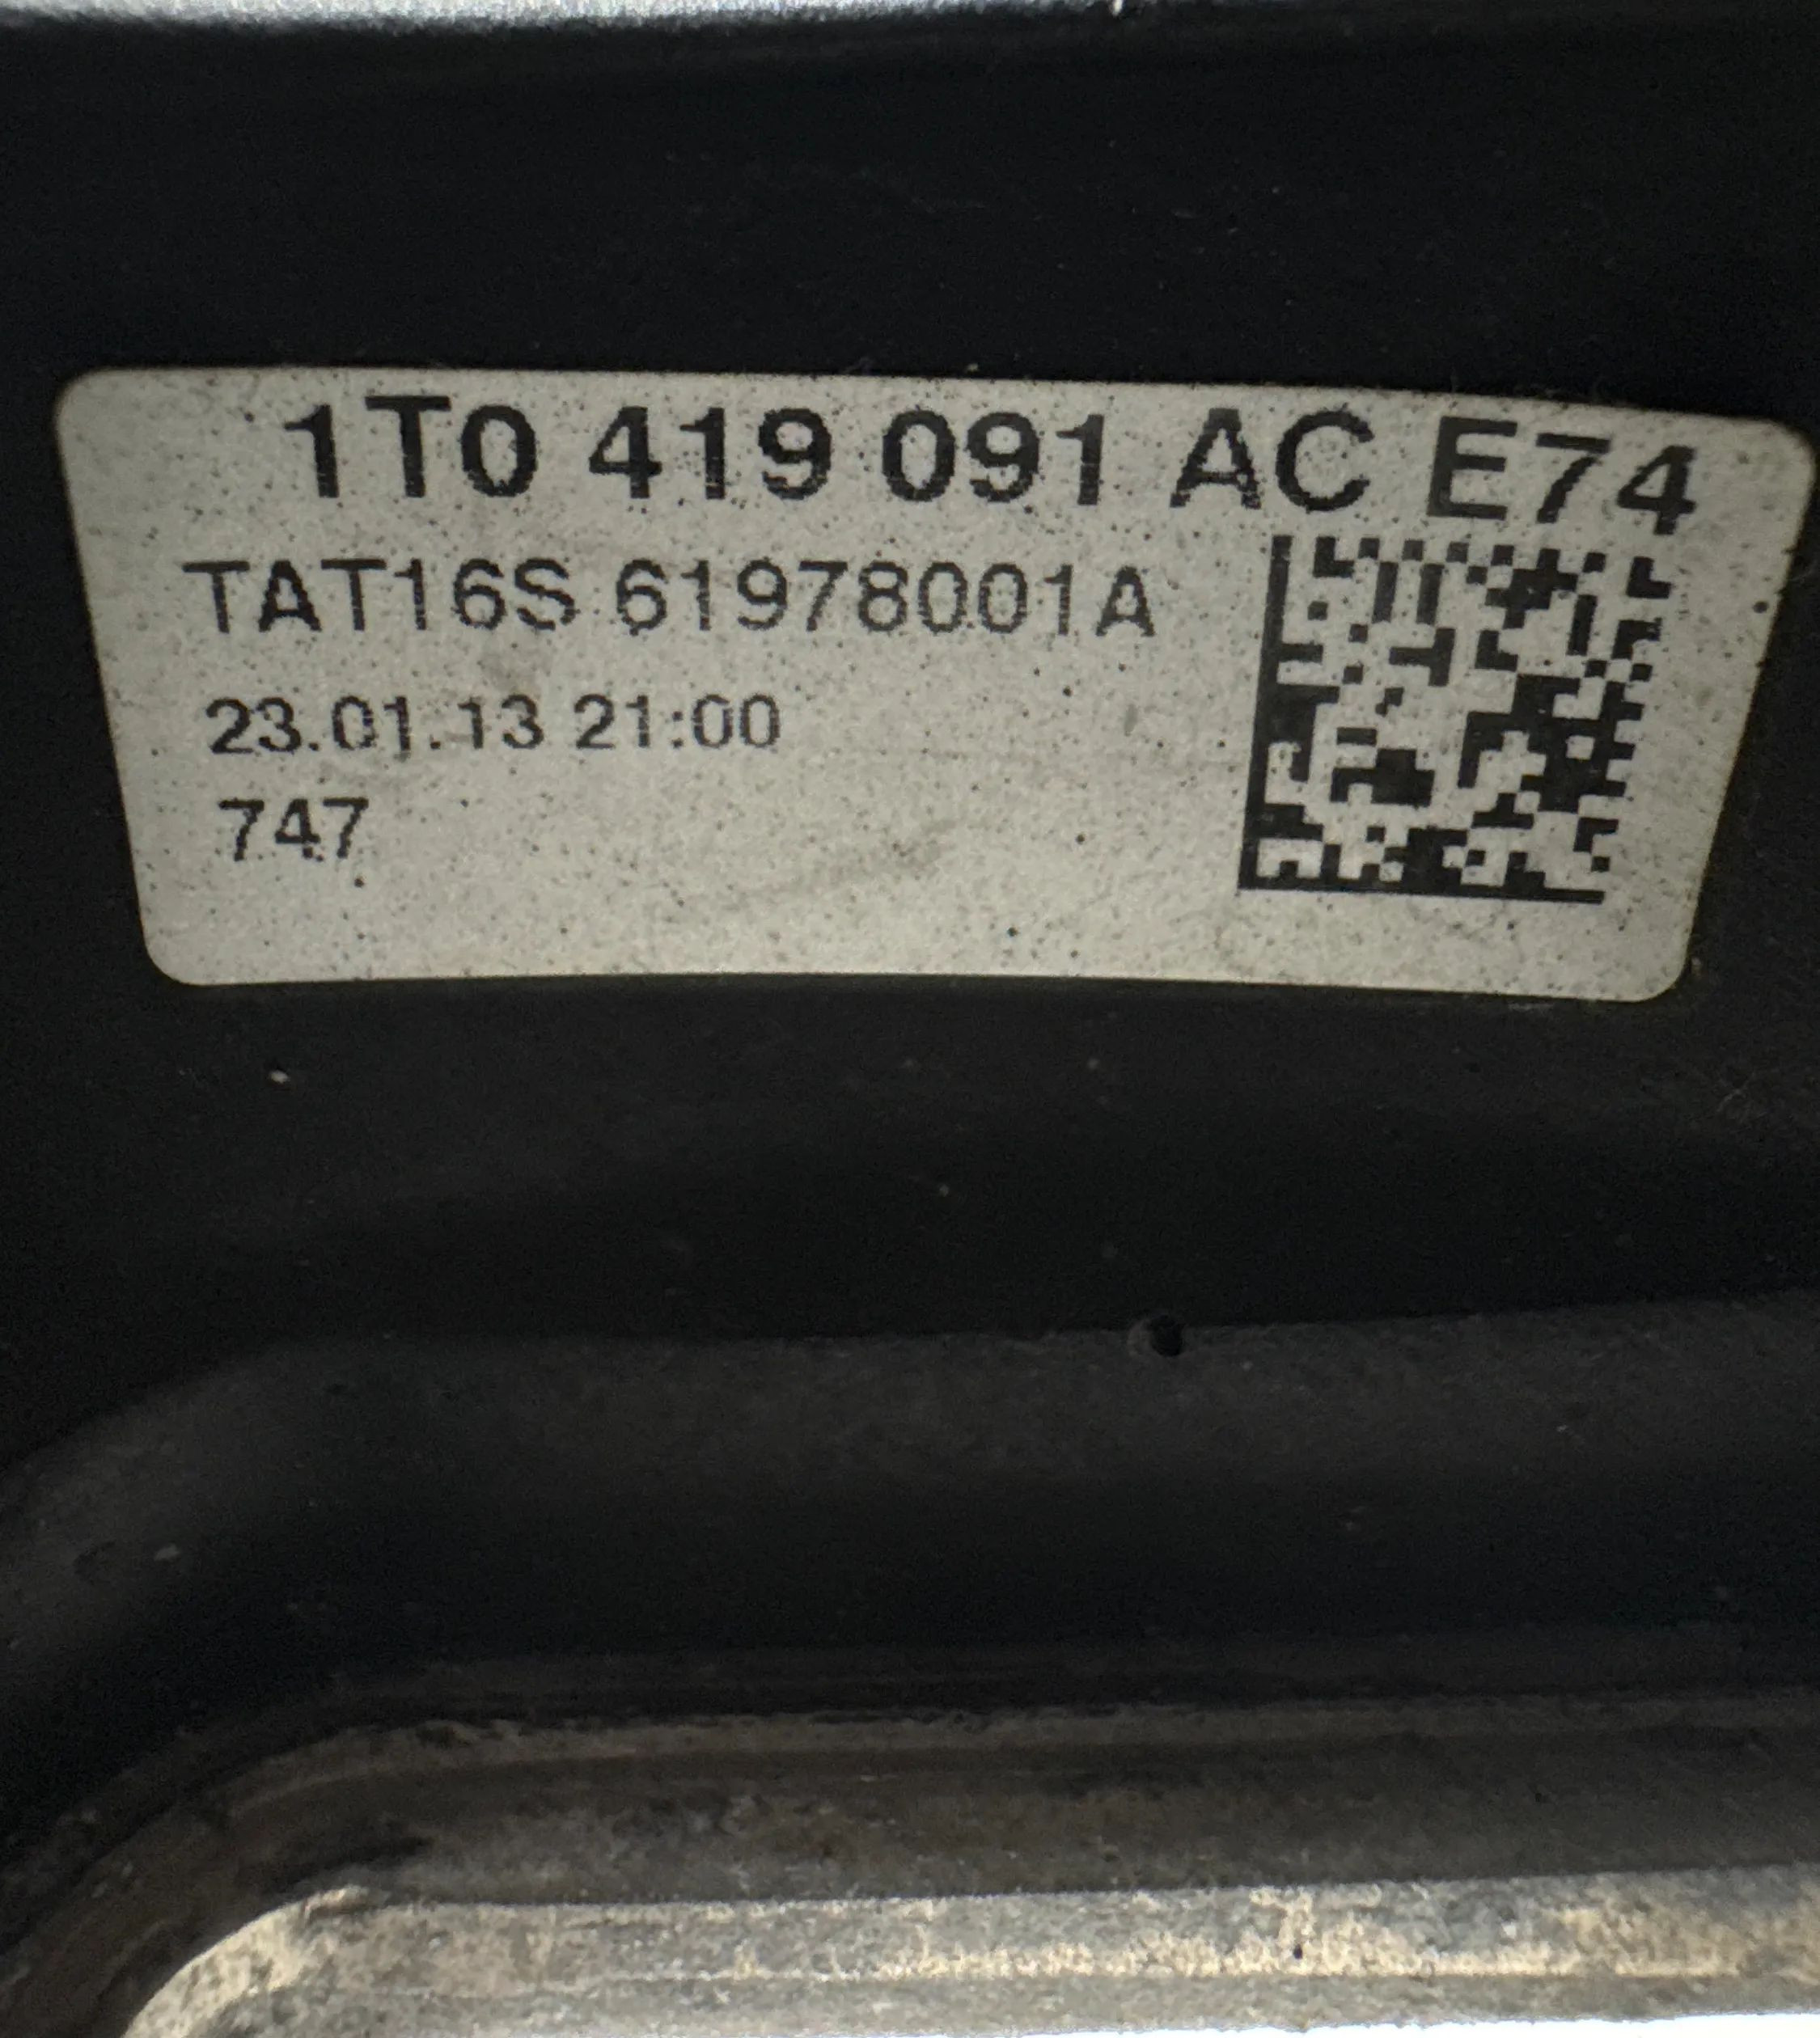 1T0 419 091 AC E74
TAT16S 61978001A
23.01.13 21:00
747